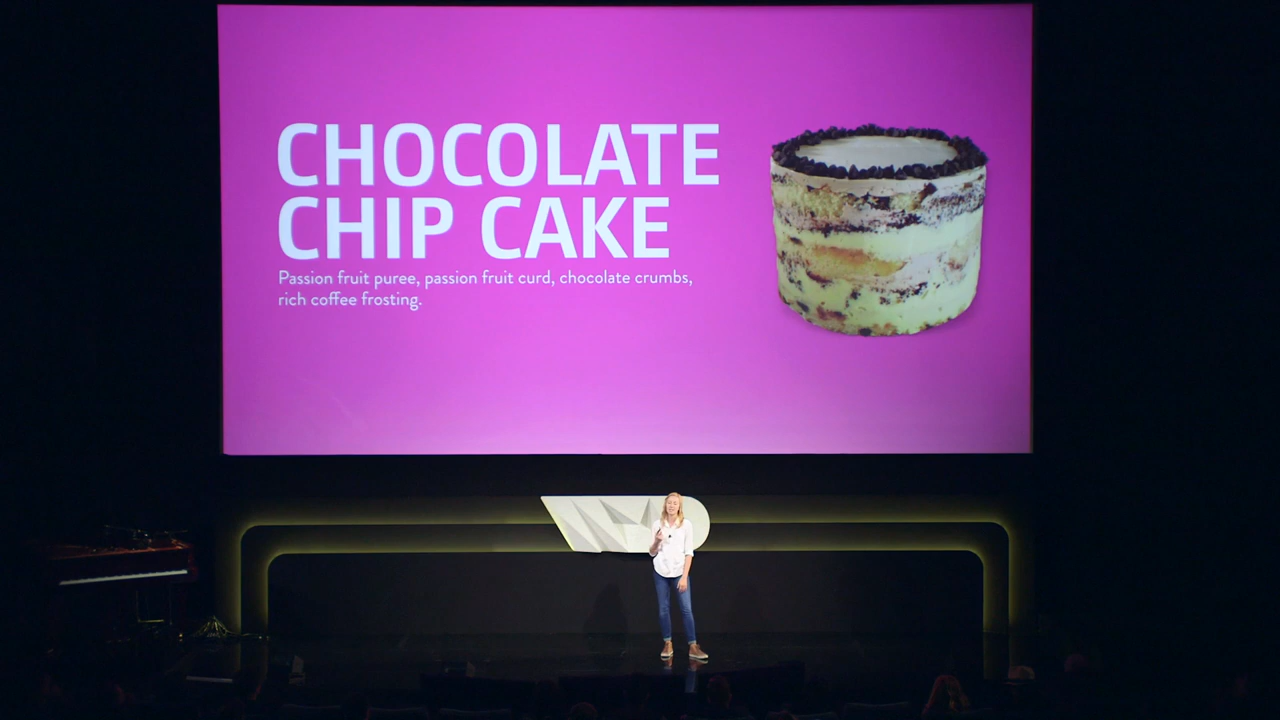 CHOCOLATE
CHIP CAKE
Passion fruit puree, passion fruit curd, chocolate crumbs,
rich coffee frosting.